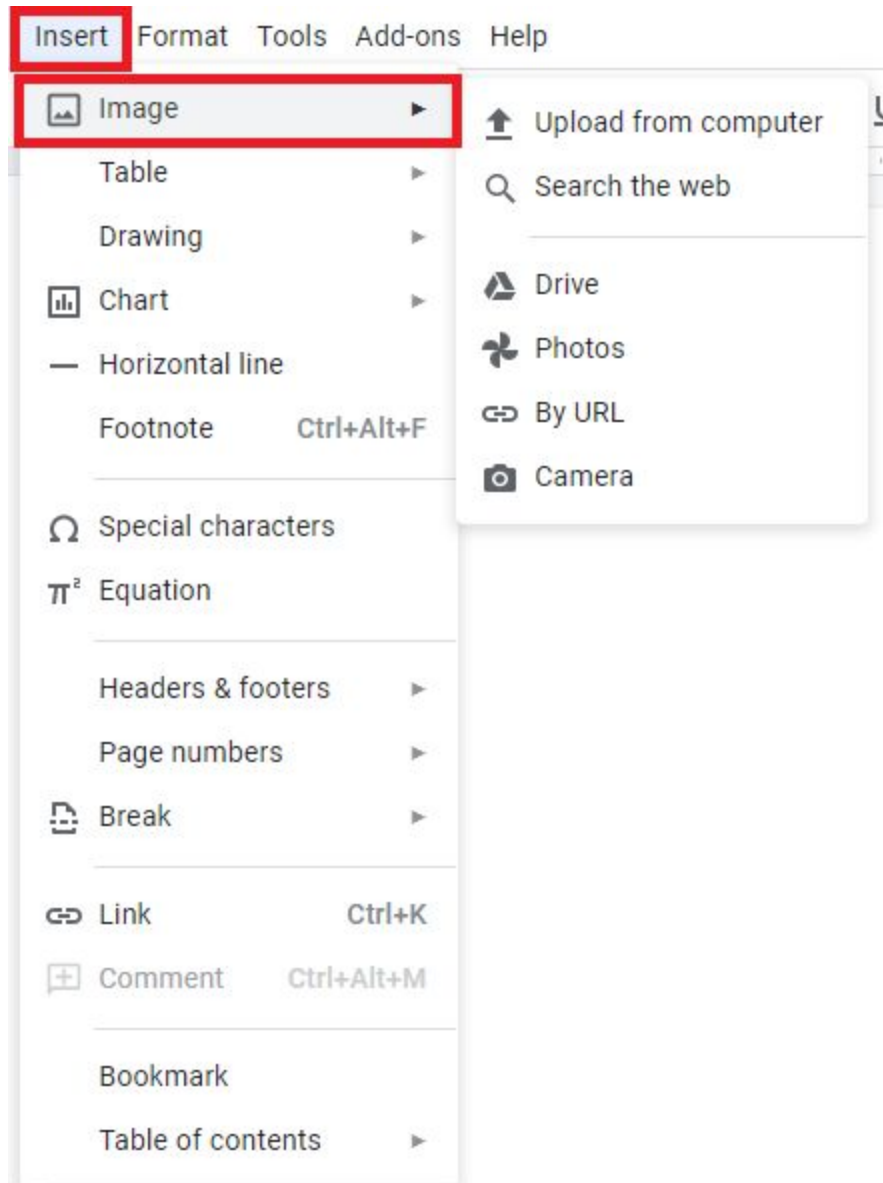 Insert Format Tools Add-ons Help
Image
Table
Drawing
Chart
Horizontal line
Footnote Ctrl+Alt+F
Special characters
Equation
Headers & footers
Page numbers
Break
Link Ctrl+K
Comment Ctrl+Alt+M
Bookmark
Table of contents
Upload from computer
Search the web
Drive
Photos
By URL
Camera